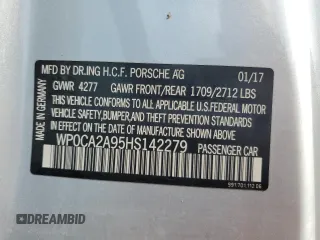 MFD BY DR.ING H.C.F. PORSCHE AG 01/17
GVWR 4277 GAWR FRONT/REAR 1709/2712 LBS
THIS VEHICLE CONFORMS TO ALL APPLICABLE U.S. FEDERAL MOTOR
VEHICLE SAFETY, BUMPER, AND THEFT PREVENTION STANDARDS IN
EFFECT ON THE DATE OF MANUFACTURE SHOWN ABOVE.
WP0CA2A95HS142279 PASSENGER CAR
MADE IN GERMANY
DREAMBID